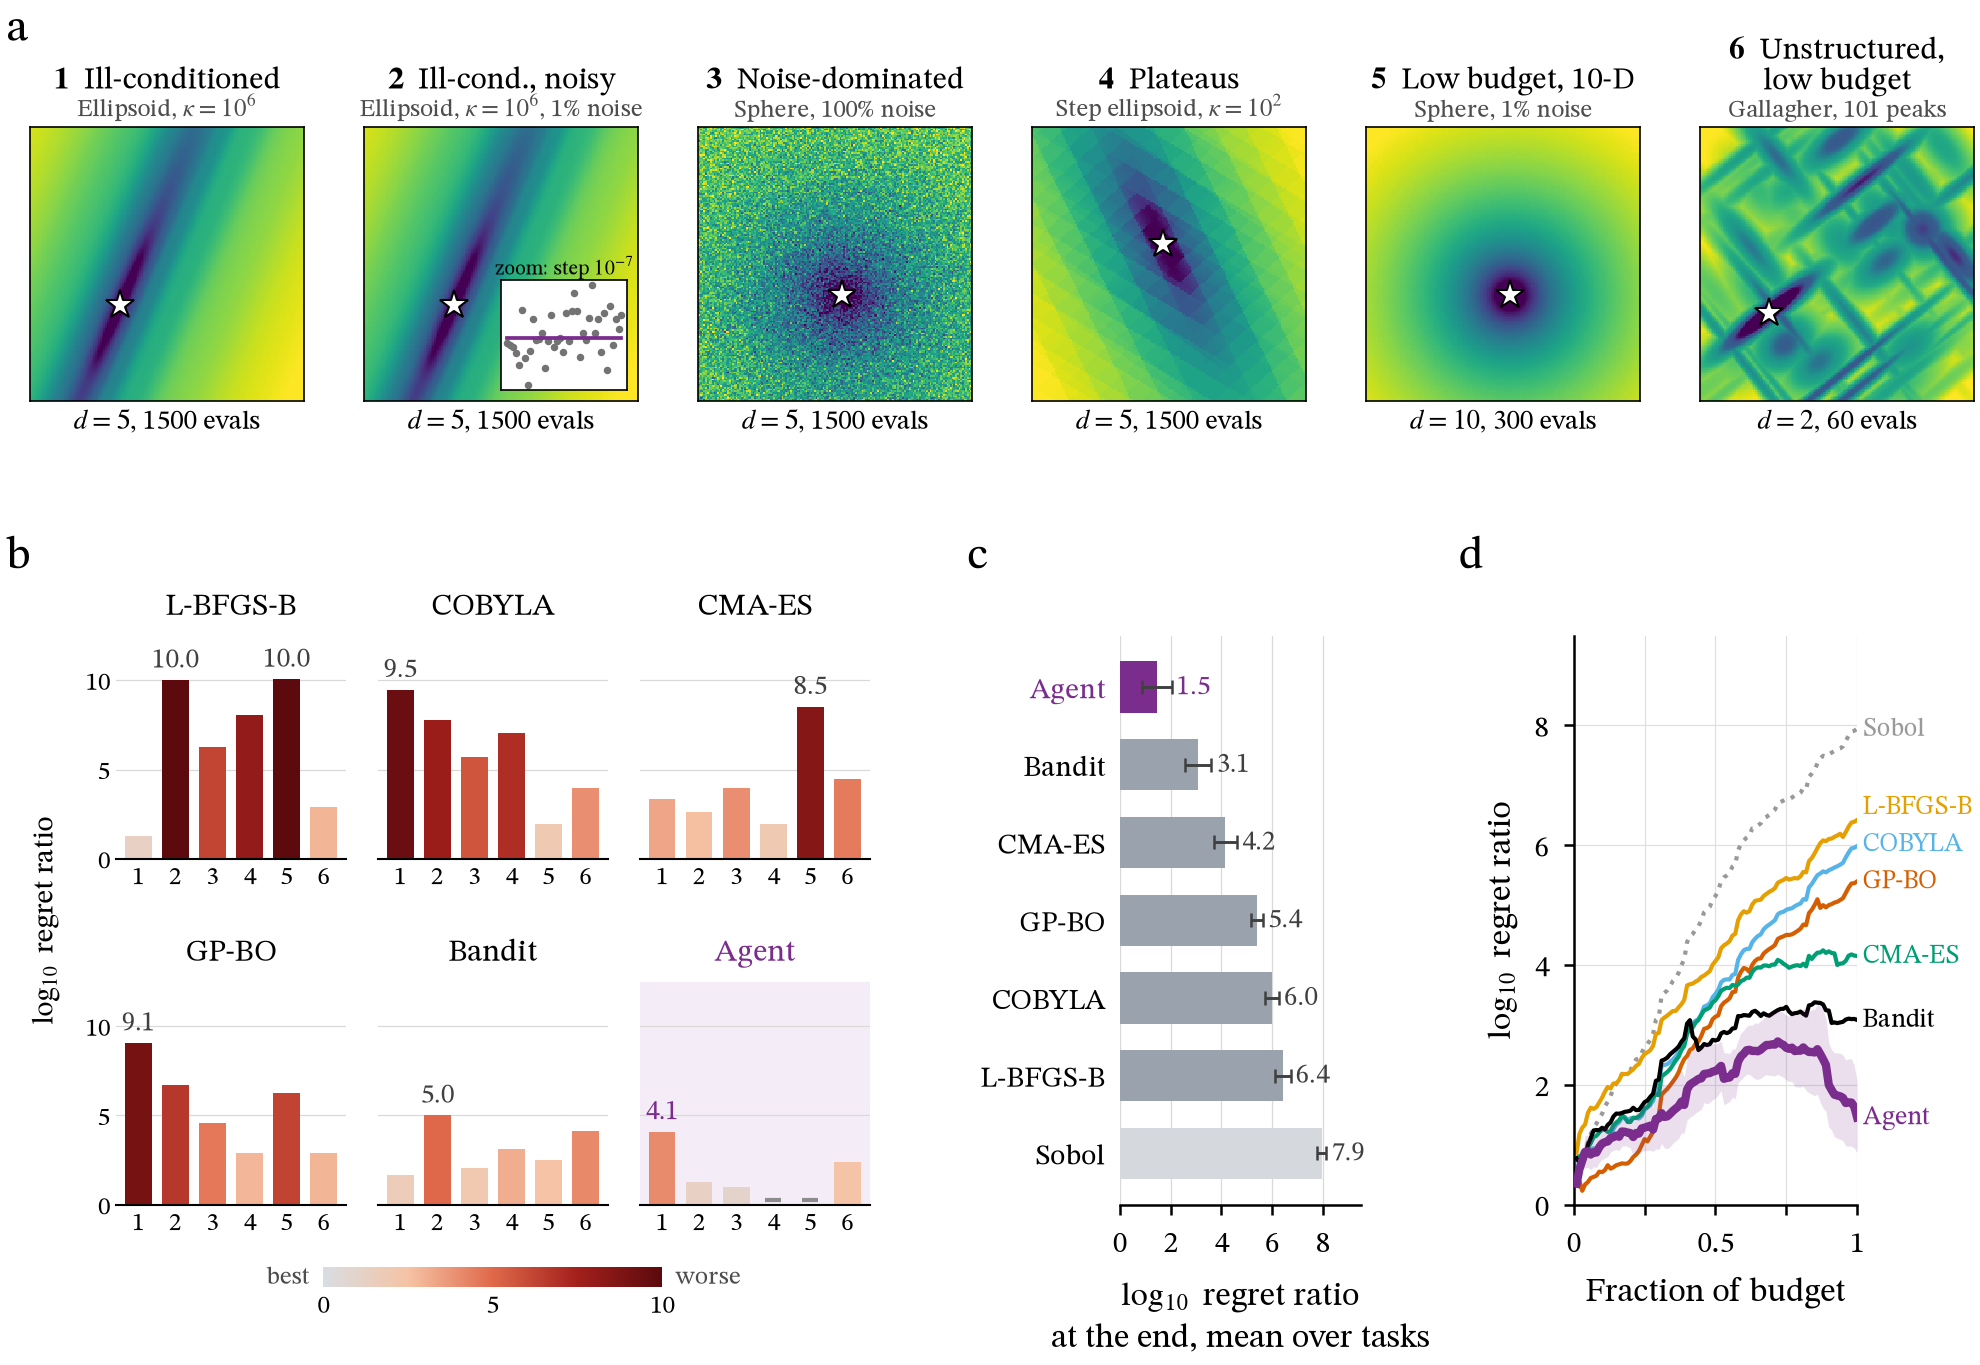 a
1 Ill-conditioned
Ellipsoid, κ = 10⁶
d = 5, 1500 evals
2 Ill-cond., noisy
Ellipsoid, κ = 10⁶, 1% noise
zoom: step 10⁻⁷
d = 5, 1500 evals
3 Noise-dominated
Sphere, 100% noise
d = 5, 1500 evals
4 Plateaus
Step ellipsoid, κ = 10²
d = 5, 1500 evals
5 Low budget, 10-D
Sphere, 1% noise
d = 10, 300 evals
6 Unstructured,
low budget
Gallagher, 101 peaks
d = 2, 60 evals
b
log₁₀ regret ratio
L-BFGS-B
10.0 10.0
10
5
0
1 2 3 4 5 6
COBYLA
9.5
1 2 3 4 5 6
CMA-ES
8.5
1 2 3 4 5 6
GP-BO
9.1
10
5
0
1 2 3 4 5 6
Bandit
5.0
1 2 3 4 5 6
Agent
4.1
1 2 3 4 5 6
best worse
0 5 10
c
Agent 1.5
Bandit 3.1
CMA-ES 4.2
GP-BO 5.4
COBYLA 6.0
L-BFGS-B 6.4
Sobol 7.9
0 2 4 6 8
log₁₀ regret ratio
at the end, mean over tasks
d
log₁₀ regret ratio
8
6
4
2
0
Sobol
L-BFGS-B
COBYLA
GP-BO
CMA-ES
Bandit
Agent
0 0.5 1
Fraction of budget